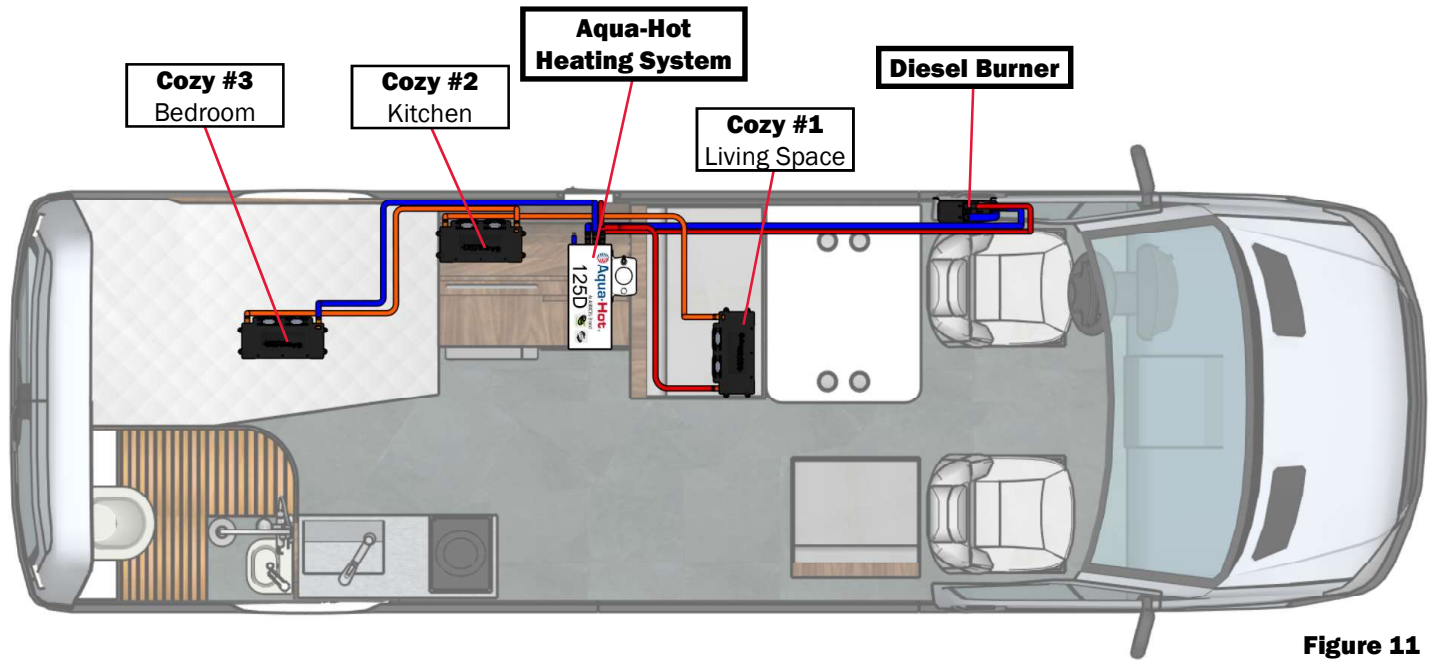 Aqua-Hot
Heating System
Diesel Burner
Cozy #3
Bedroom
Cozy #2
Kitchen
Cozy #1
Living Space
Aqua-Hot.
125D
Figure 11